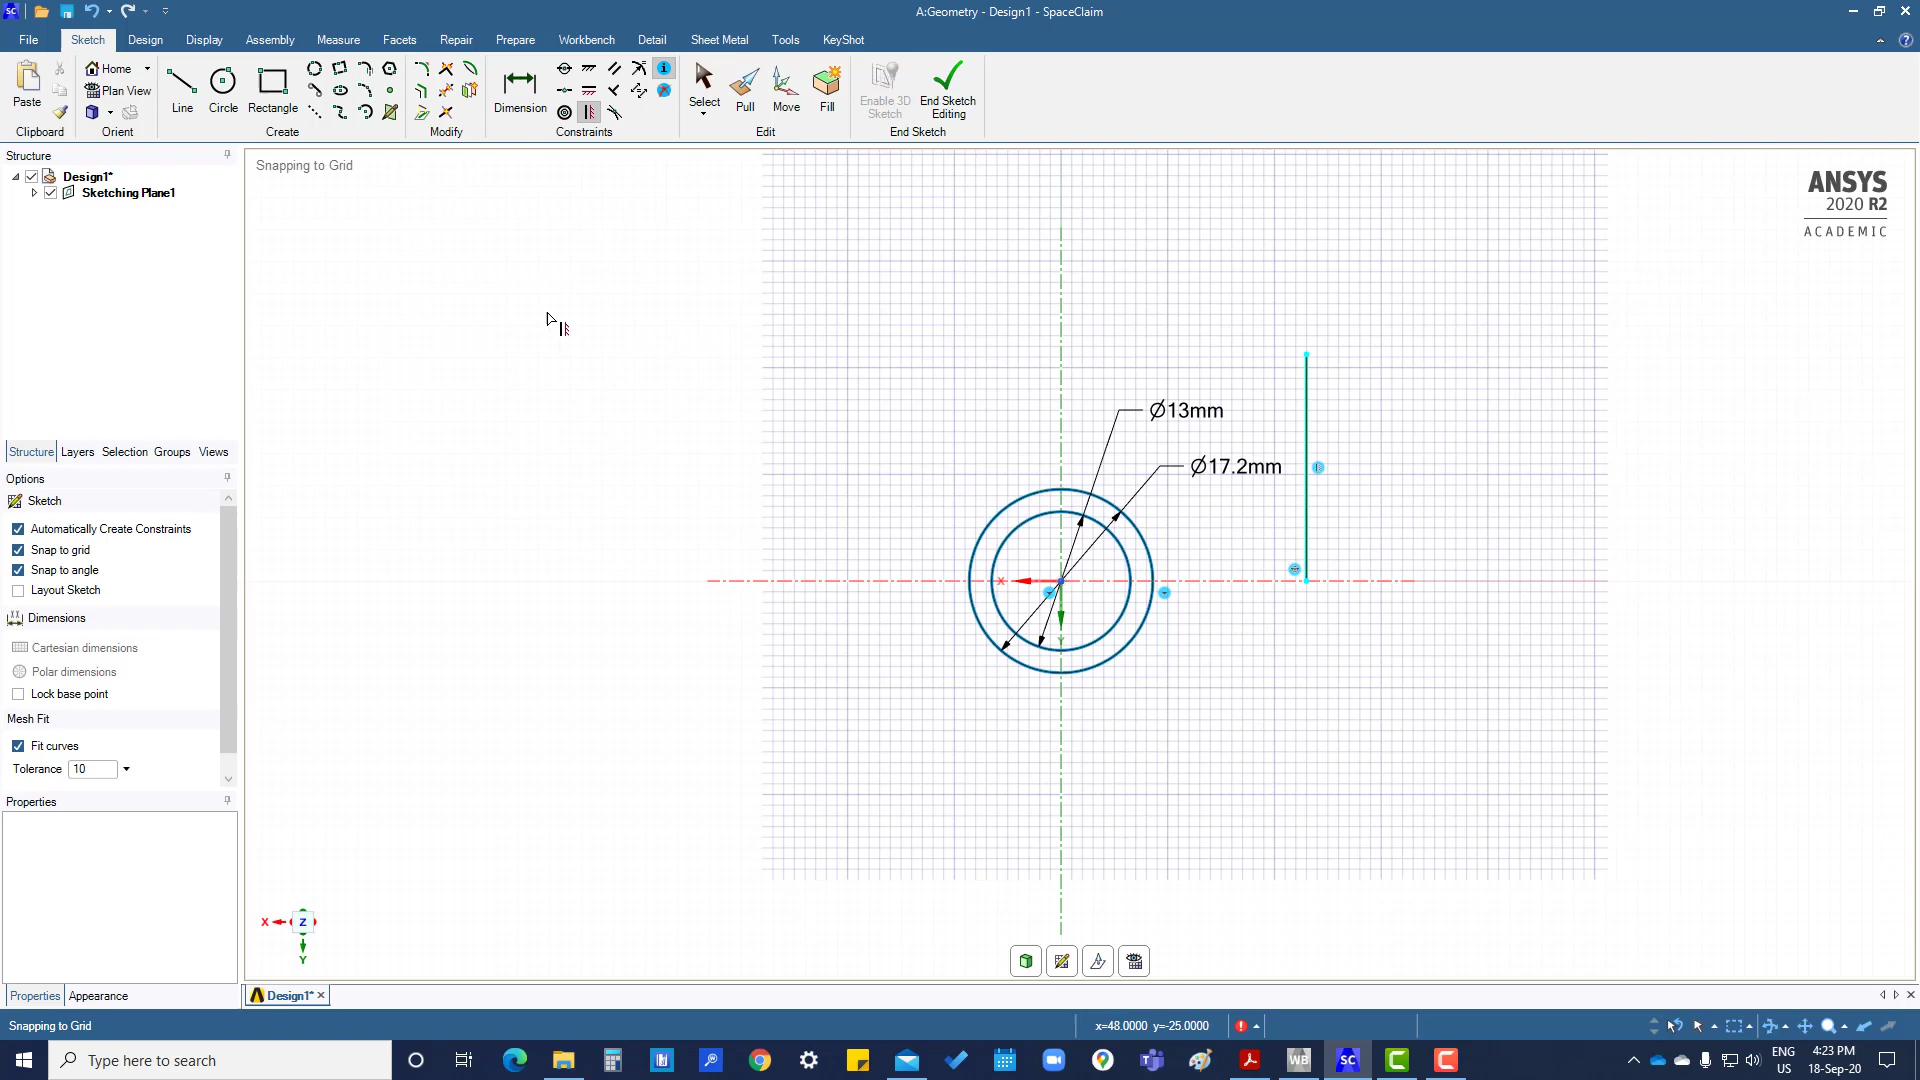 A:Geometry - Design1 - SpaceClaim
File Sketch Design Display Assembly Measure Facets Repair Prepare Workbench Detail Sheet Metal Tools KeyShot
Paste
Home
Plan View
Line Circle Rectangle
Dimension
Select Pull Move Fill
Enable 3D Sketch
End Sketch Editing
Clipboard Orient Create Modify Constraints Edit End Sketch
Structure
Design1*
Sketching Plane1
Structure Layers Selection Groups Views
Options
Sketch
Automatically Create Constraints
Snap to grid
Snap to angle
Layout Sketch
Dimensions
Cartesian dimensions
Polar dimensions
Lock base point
Mesh Fit
Fit curves
Tolerance 10
Properties
Properties Appearance
Snapping to Grid
ANSYS
2020 R2
ACADEMIC
Ø13mm
Ø17.2mm
X
Y
X Z
Y
Design1*
Snapping to Grid
x=48.0000 y=-25.0000
Type here to search
ENG
US
4:23 PM
18-Sep-20